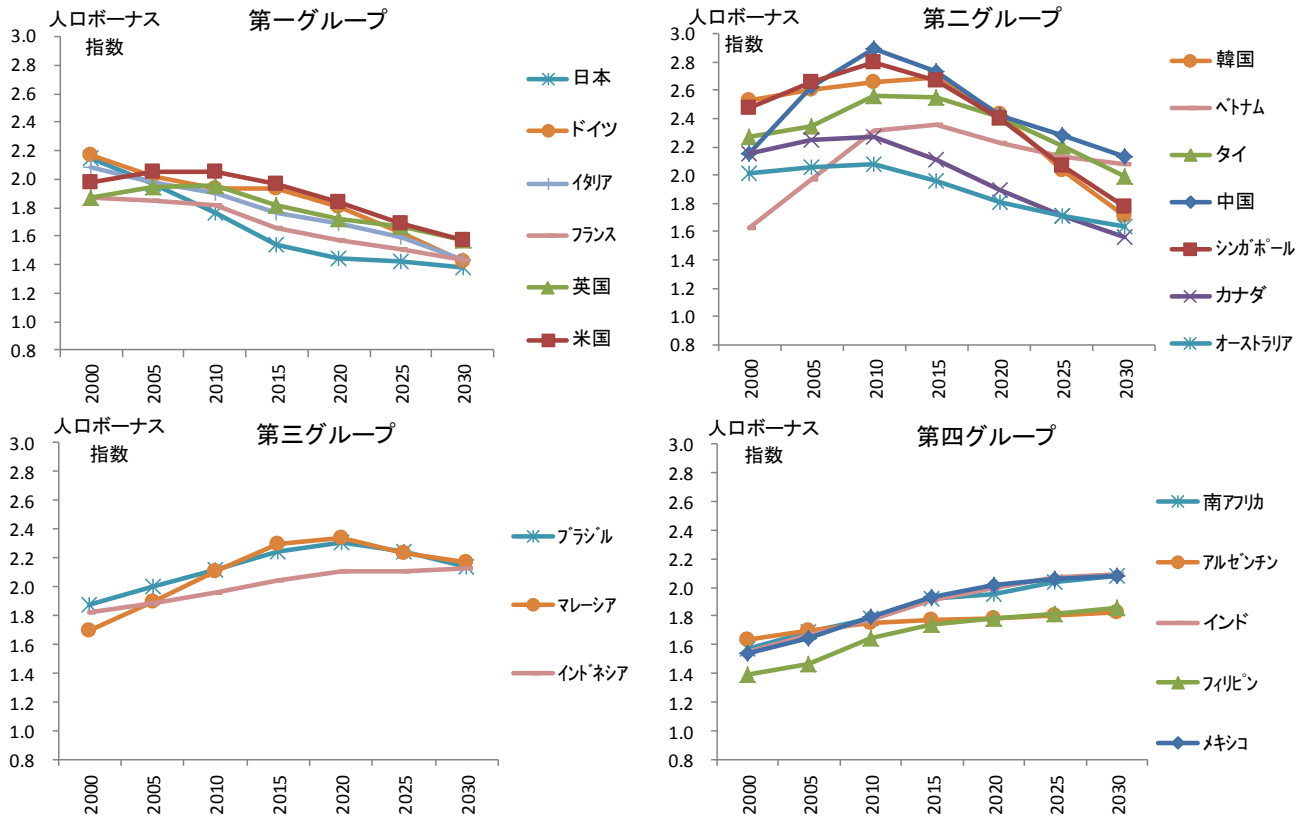 人口ボーナス
指数
第一グループ
3.0
2.8
2.6
2.4
2.2
2.0
1.8
1.6
1.4
1.2
1.0
0.8
2000
2005
2010
2015
2020
2025
2030
日本
ドイツ
イタリア
フランス
英国
米国
人口ボーナス
指数
第二グループ
3.0
2.8
2.6
2.4
2.2
2.0
1.8
1.6
1.4
1.2
1.0
0.8
2000
2005
2010
2015
2020
2025
2030
韓国
ベトナム
タイ
中国
シンガポール
カナダ
オーストラリア
人口ボーナス
指数
第三グループ
3.0
2.8
2.6
2.4
2.2
2.0
1.8
1.6
1.4
1.2
1.0
0.8
2000
2005
2010
2015
2020
2025
2030
ブラジル
マレーシア
インドネシア
人口ボーナス
指数
第四グループ
3.0
2.8
2.6
2.4
2.2
2.0
1.8
1.6
1.4
1.2
1.0
0.8
2000
2005
2010
2015
2020
2025
2030
南アフリカ
アルゼンチン
インド
フィリピン
メキシコ